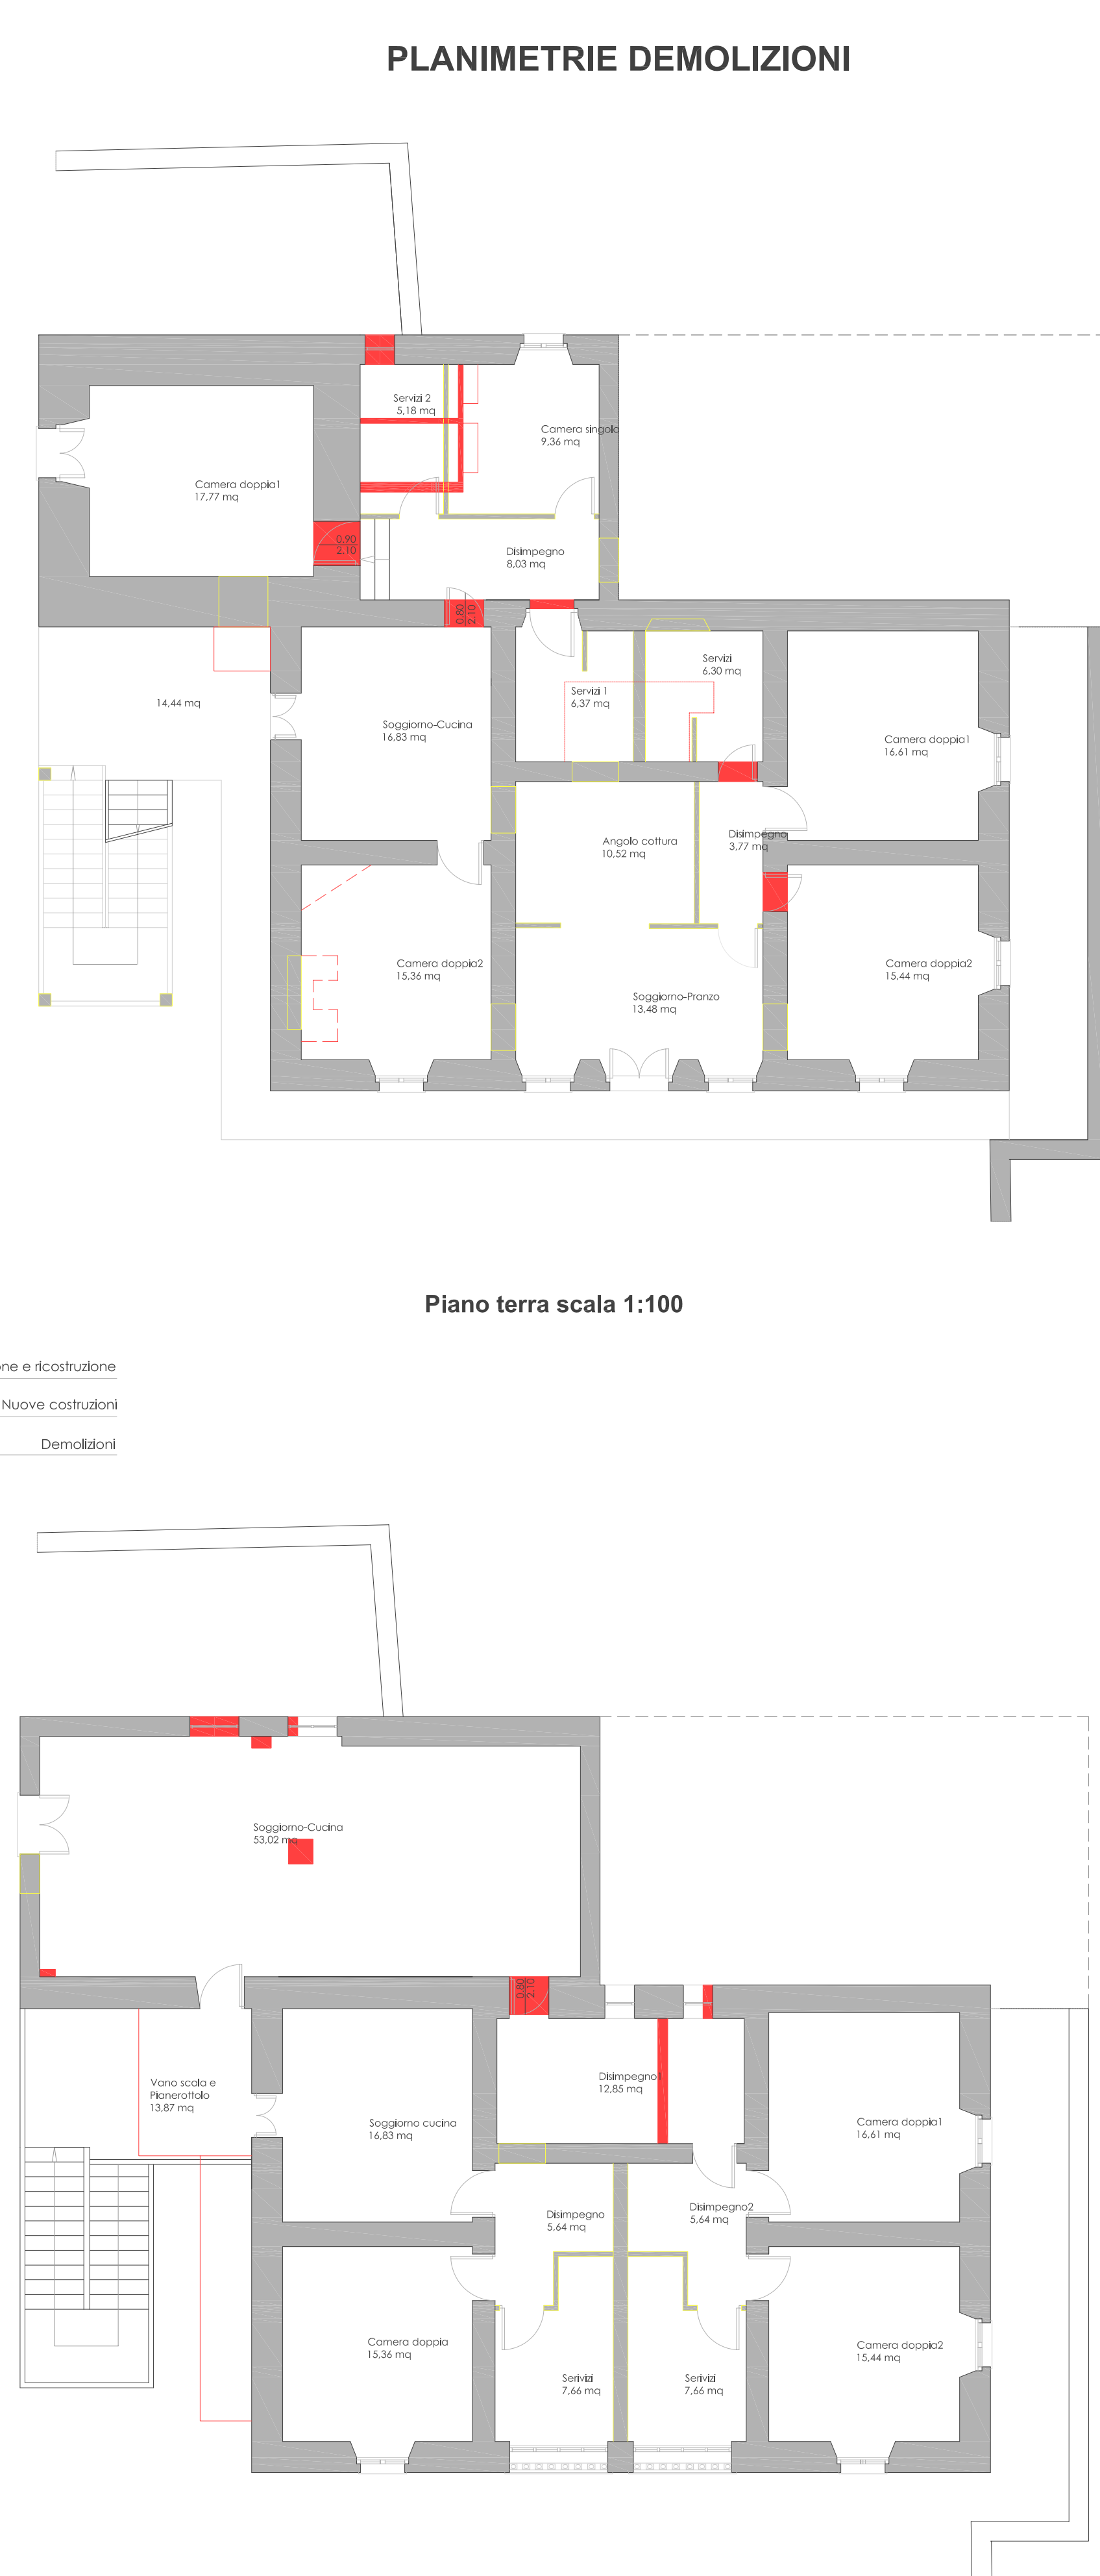 PLANIMETRIE DEMOLIZIONI
Servizi 2
5,18 mq
Camera singola
9,36 mq
Camera doppia1
17,77 mq
0.90
2.10
Disimpegno
8,03 mq
0.80
2.10
Servizi
6,30 mq
Servizi 1
6,37 mq
14,44 mq
Soggiorno-Cucina
16,83 mq
Camera doppia1
16,61 mq
Angolo cottura
10,52 mq
Disimpegno
3,77 mq
Camera doppia2
15,36 mq
Camera doppia2
15,44 mq
Soggiorno-Pranzo
13,48 mq
Piano terra scala 1:100
ne e ricostruzione
Nuove costruzioni
Demolizioni
Soggiorno-Cucina
53,02 mq
0.80
2.10
Vano scala e
Pianerottolo
13,87 mq
Disimpegno1
12,85 mq
Soggiorno cucina
16,83 mq
Camera doppia1
16,61 mq
Disimpegno
5,64 mq
Disimpegno2
5,64 mq
Camera doppia
15,36 mq
Camera doppia2
15,44 mq
Serivizi
7,66 mq
Serivizi
7,66 mq